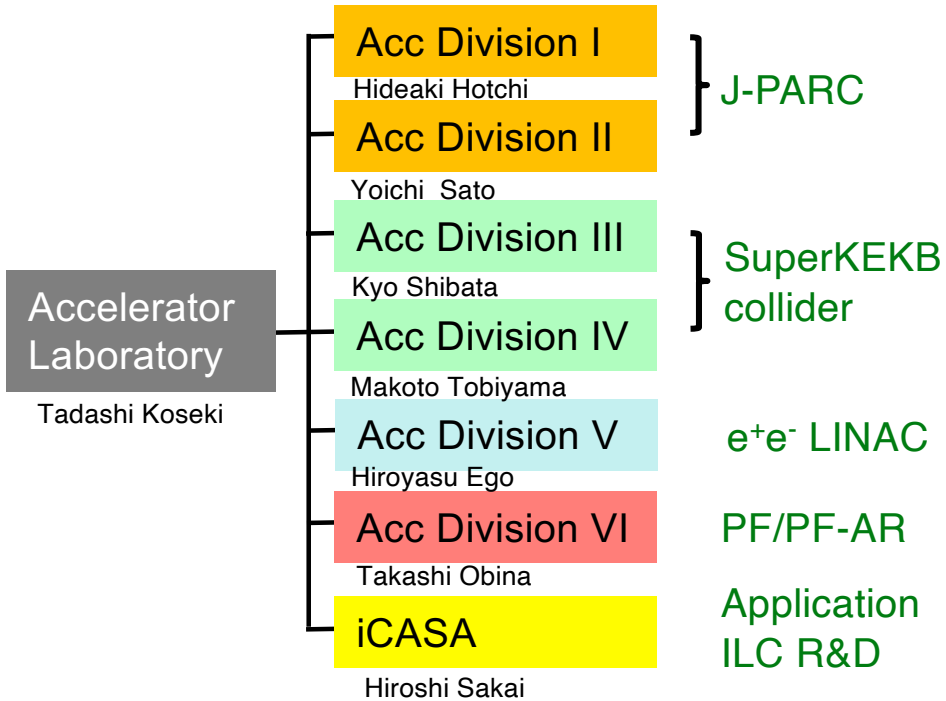 Acc Division I
Hideaki Hotchi
J-PARC
Acc Division II
Yoichi Sato
Acc Division III
Kyo Shibata
SuperKEKB
collider
Accelerator
Laboratory
Tadashi Koseki
Acc Division IV
Makoto Tobiyama
Acc Division V
Hiroyasu Ego
e⁺e⁻ LINAC
Acc Division VI
Takashi Obina
PF/PF-AR
iCASA
Hiroshi Sakai
Application
ILC R&D